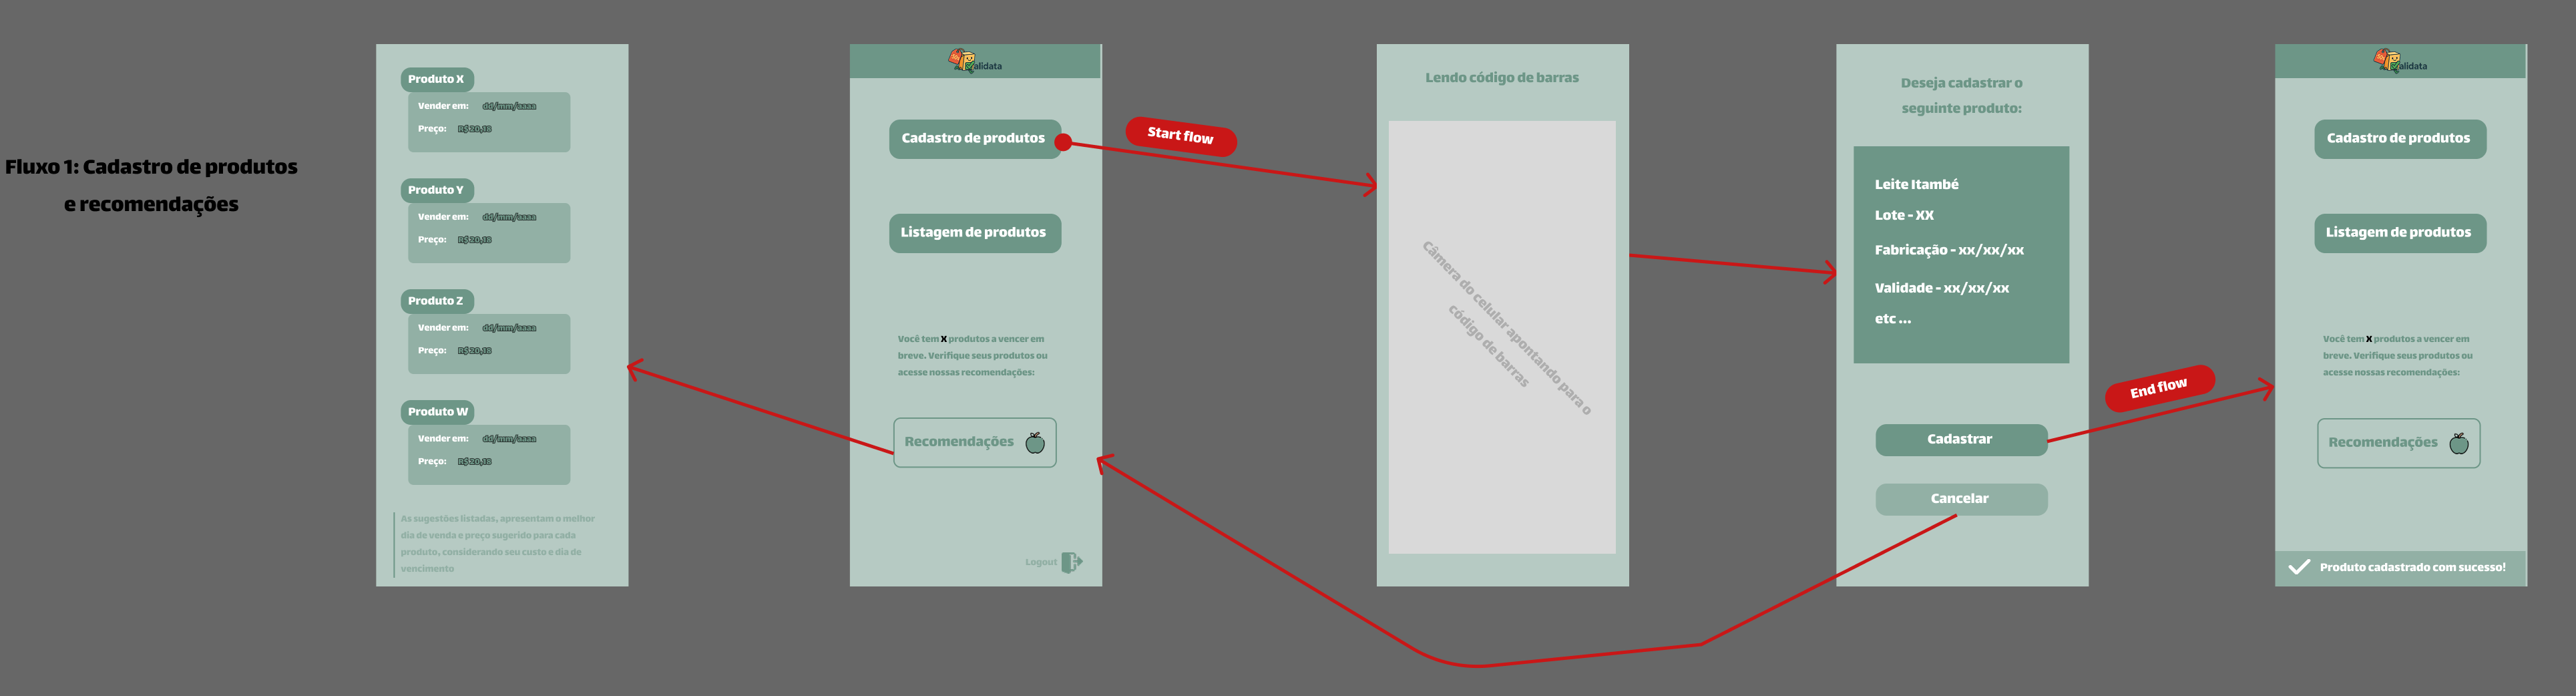 Fluxo 1: Cadastro de produtos
e recomendações
Produto X
Vender em: dd/mm/aaaa
Preço: R$20,18
Produto Y
Vender em: dd/mm/aaaa
Preço: R$20,18
Produto Z
Vender em: dd/mm/aaaa
Preço: R$20,18
Produto W
Vender em: dd/mm/aaaa
Preço: R$20,18
As sugestões listadas, apresentam o melhor
dia de venda e preço sugerido para cada
produto, considerando seu custo e dia de
vencimento
alidata
Cadastro de produtos
Listagem de produtos
Você tem X produtos a vencer em
breve. Verifique seus produtos ou
acesse nossas recomendações:
Recomendações
Logout
Start flow
Lendo código de barras
Câmera do celular apontando para o
código de barras
Deseja cadastrar o
seguinte produto:
Leite Itambé
Lote - XX
Fabricação - xx/xx/xx
Validade - xx/xx/xx
etc ...
Cadastrar
Cancelar
End flow
alidata
Cadastro de produtos
Listagem de produtos
Você tem X produtos a vencer em
breve. Verifique seus produtos ou
acesse nossas recomendações:
Recomendações
Produto cadastrado com sucesso!